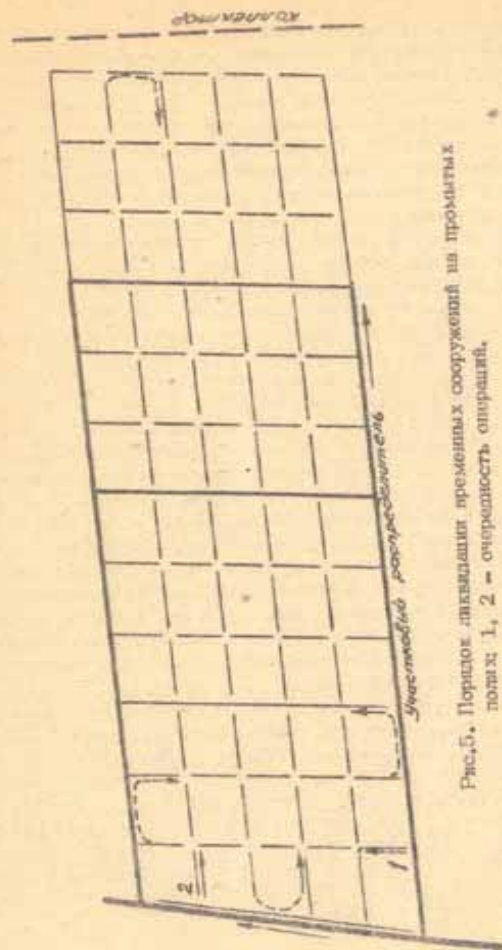 коллектор
2
1
Участковый распределитель
Рис.5. Порядок ликвидации временных сооружений на промытых
полях: 1, 2 – очередность операций.